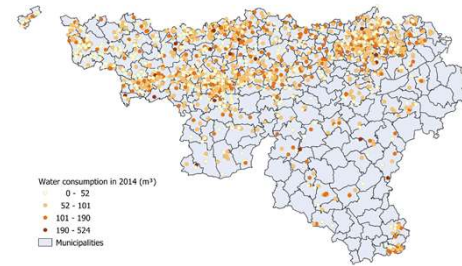 Water consumption in 2014 (m³)
0 - 52
52 - 101
101 - 190
190 - 524
Municipalities